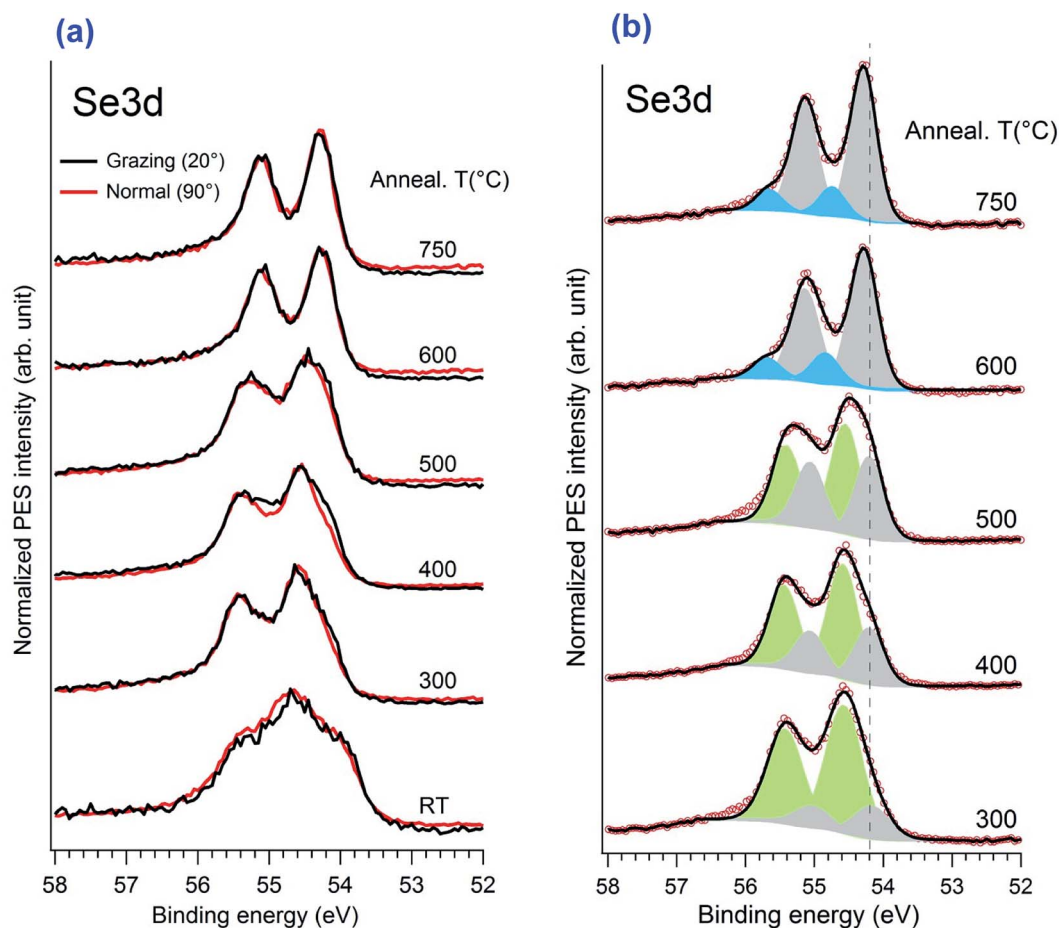 (a)
Se3d
Grazing (20°)
Normal (90°)
Anneal. T(°C)
750
600
500
400
300
RT
Normalized PES intensity (arb. unit)
58 57 56 55 54 53 52
Binding energy (eV)
(b)
Se3d
Anneal. T(°C)
750
600
500
400
300
Normalized PES intensity (arb. unit)
58 57 56 55 54 53 52
Binding energy (eV)